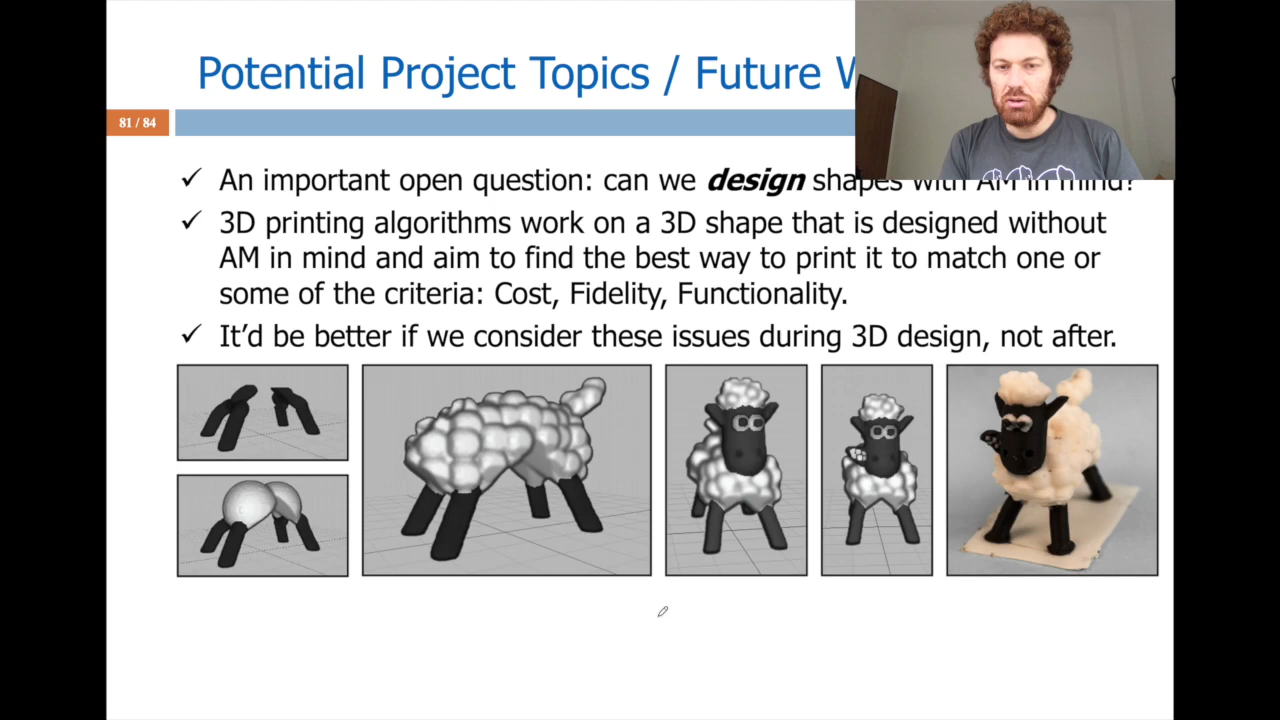 Potential Project Topics / Future
81 / 84
✓ An important open question: can we design shapes with AM in mind?
✓ 3D printing algorithms work on a 3D shape that is designed without
AM in mind and aim to find the best way to print it to match one or
some of the criteria: Cost, Fidelity, Functionality.
✓ It’d be better if we consider these issues during 3D design, not after.